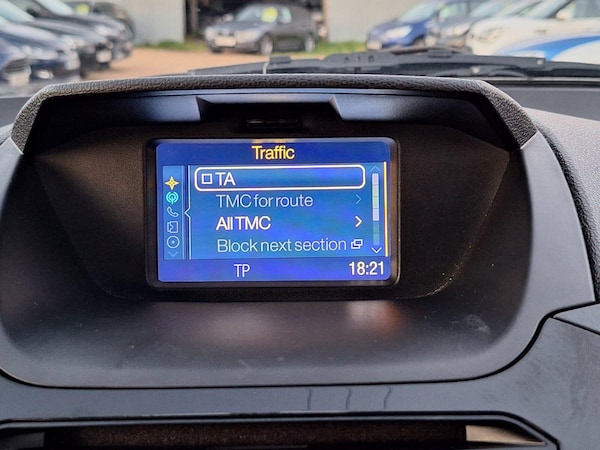 Traffic
TA
TMC for route
All TMC
Block next section
TP 18:21